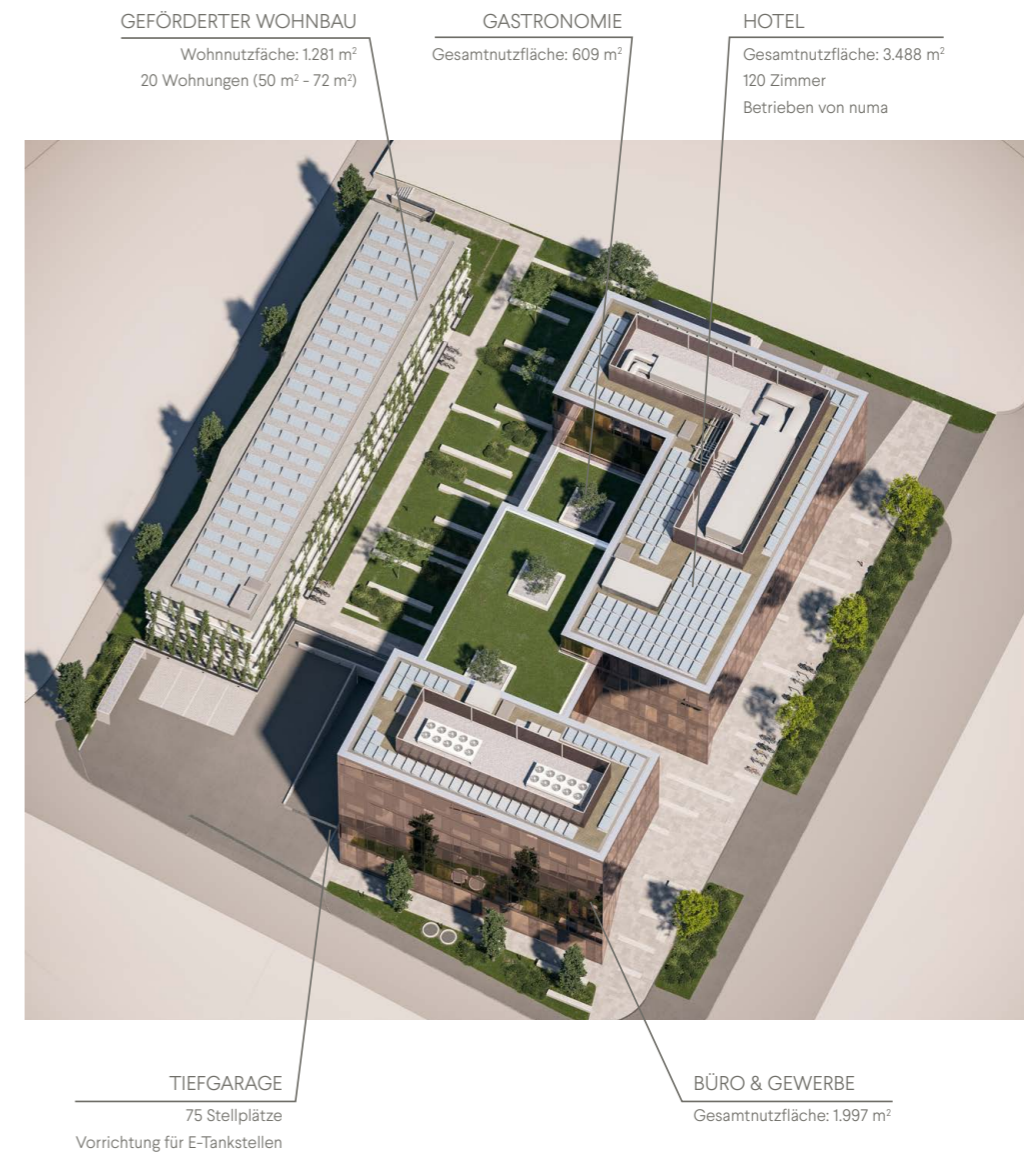 GEFÖRDERTER WOHNBAU
Wohnnutzfäche: 1.281 m²
20 Wohnungen (50 m² - 72 m²)
GASTRONOMIE
Gesamtnutzfläche: 609 m²
HOTEL
Gesamtnutzfläche: 3.488 m²
120 Zimmer
Betrieben von numa
TIEFGARAGE
75 Stellplätze
Vorrichtung für E-Tankstellen
BÜRO & GEWERBE
Gesamtnutzfläche: 1.997 m²